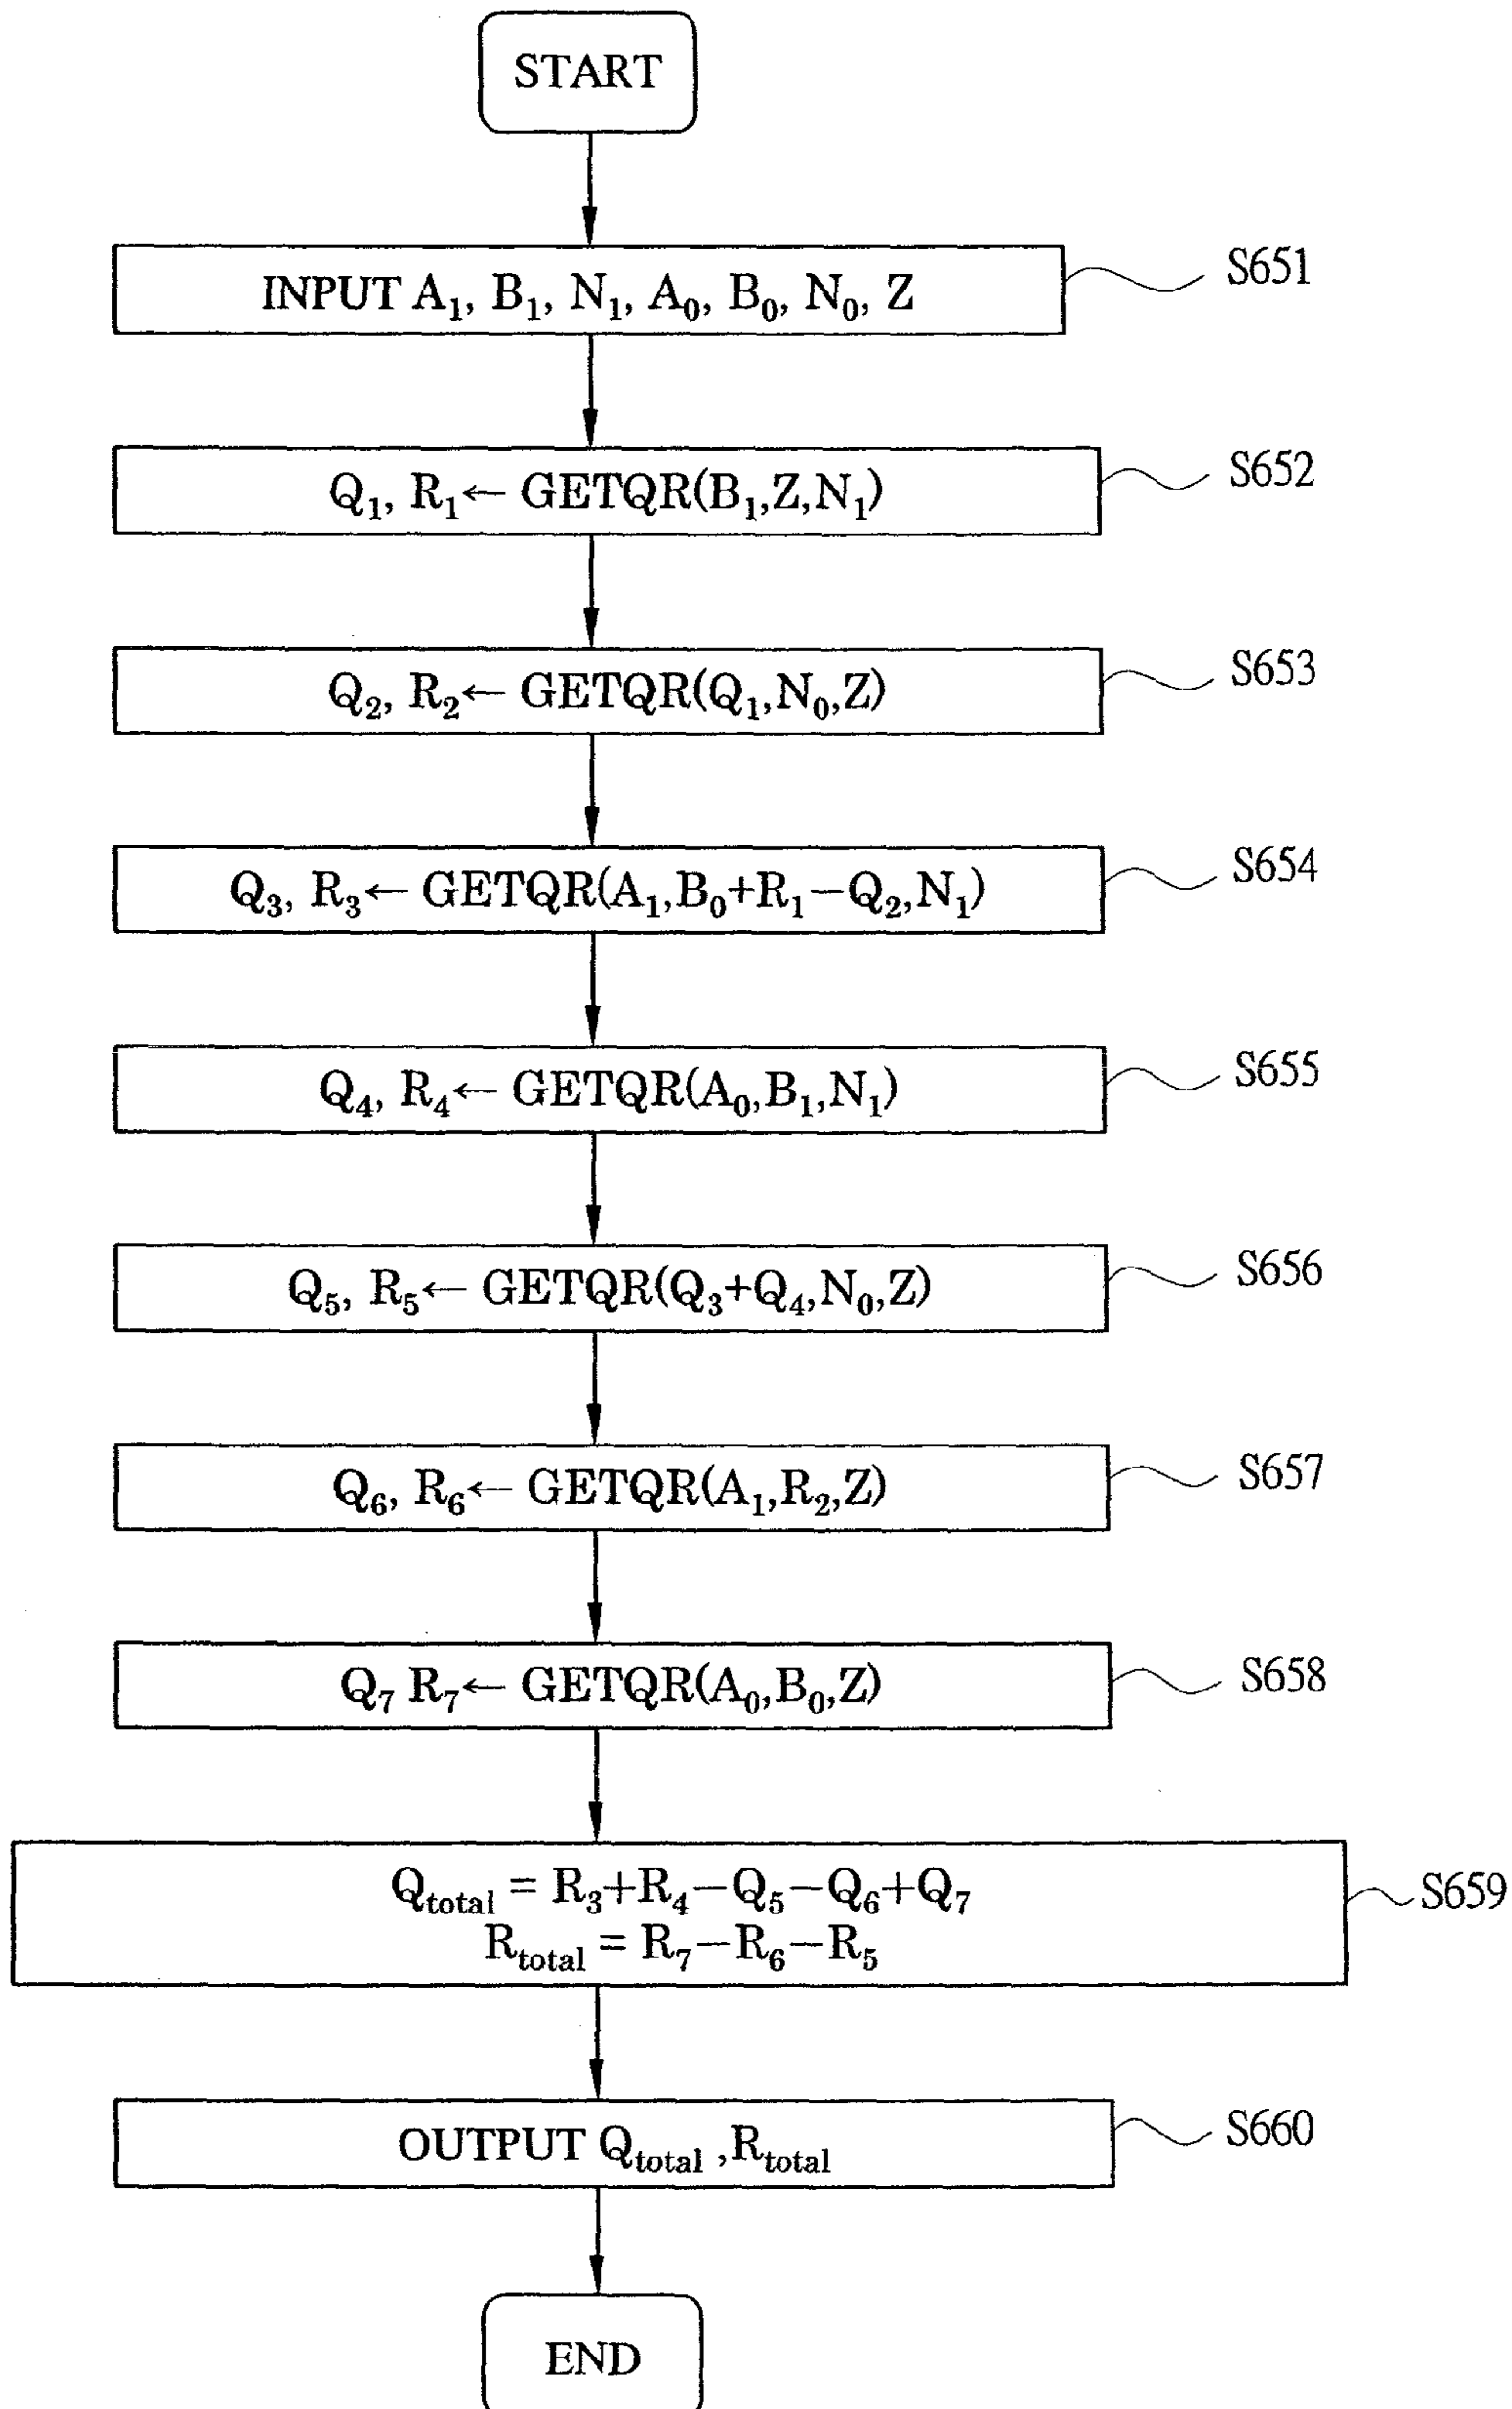 START
INPUT A₁, B₁, N₁, A₀, B₀, N₀, Z
S651
Q₁, R₁← GETQR(B₁,Z,N₁)
S652
Q₂, R₂← GETQR(Q₁,N₀,Z)
S653
Q₃, R₃← GETQR(A₁,B₀+R₁−Q₂,N₁)
S654
Q₄, R₄← GETQR(A₀,B₁,N₁)
S655
Q₅, R₅← GETQR(Q₃+Q₄,N₀,Z)
S656
Q₆, R₆← GETQR(A₁,R₂,Z)
S657
Q₇ R₇← GETQR(A₀,B₀,Z)
S658
Qtotal = R₃+R₄−Q₅−Q₆+Q₇
Rtotal = R₇−R₆−R₅
S659
OUTPUT Qtotal ,Rtotal
S660
END